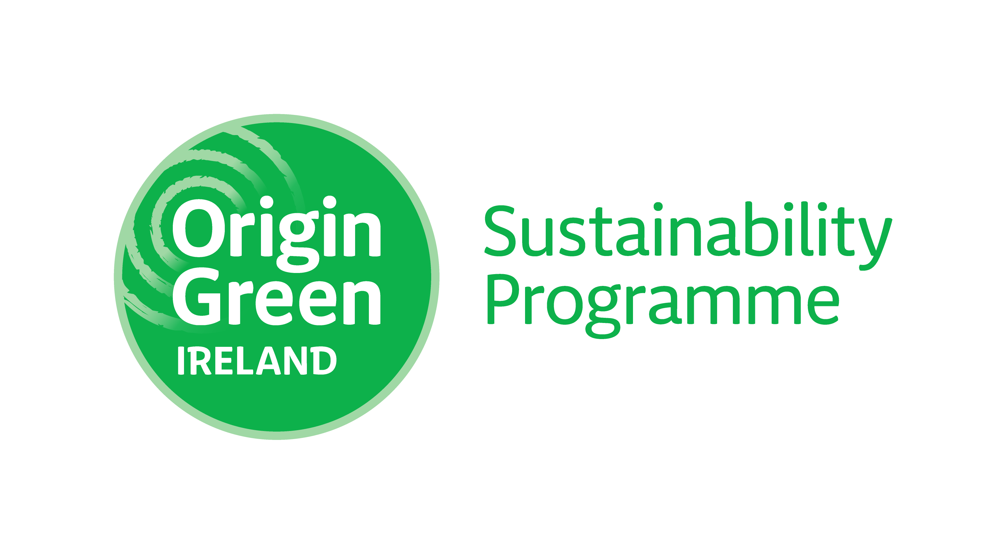 Origin
Green
IRELAND
Sustainability
Programme